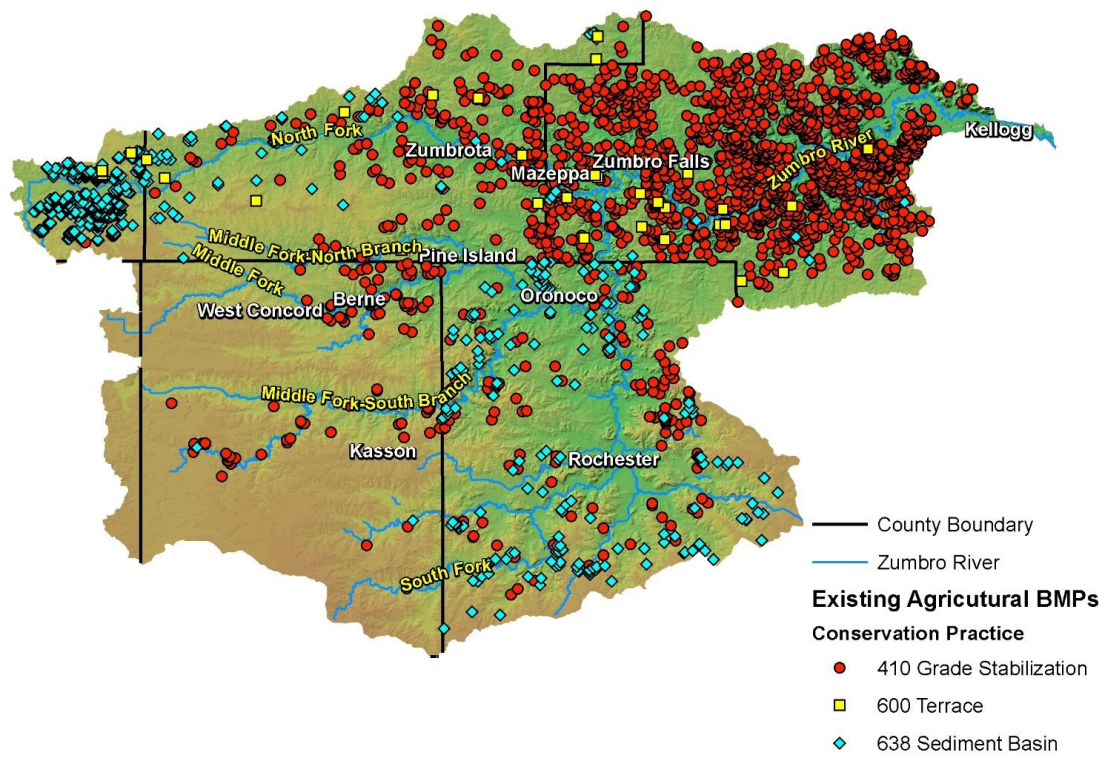 Kellogg
North Fork
Zumbrota
Zumbro Falls
Zumbro River
Mazeppa
Middle Fork-North Branch
Pine Island
Middle Fork
Berne
Oronoco
West Concord
Middle Fork-South Branch
Kasson
Rochester
South Fork
County Boundary
Zumbro River
Existing Agricutural BMPs
Conservation Practice
410 Grade Stabilization
600 Terrace
638 Sediment Basin